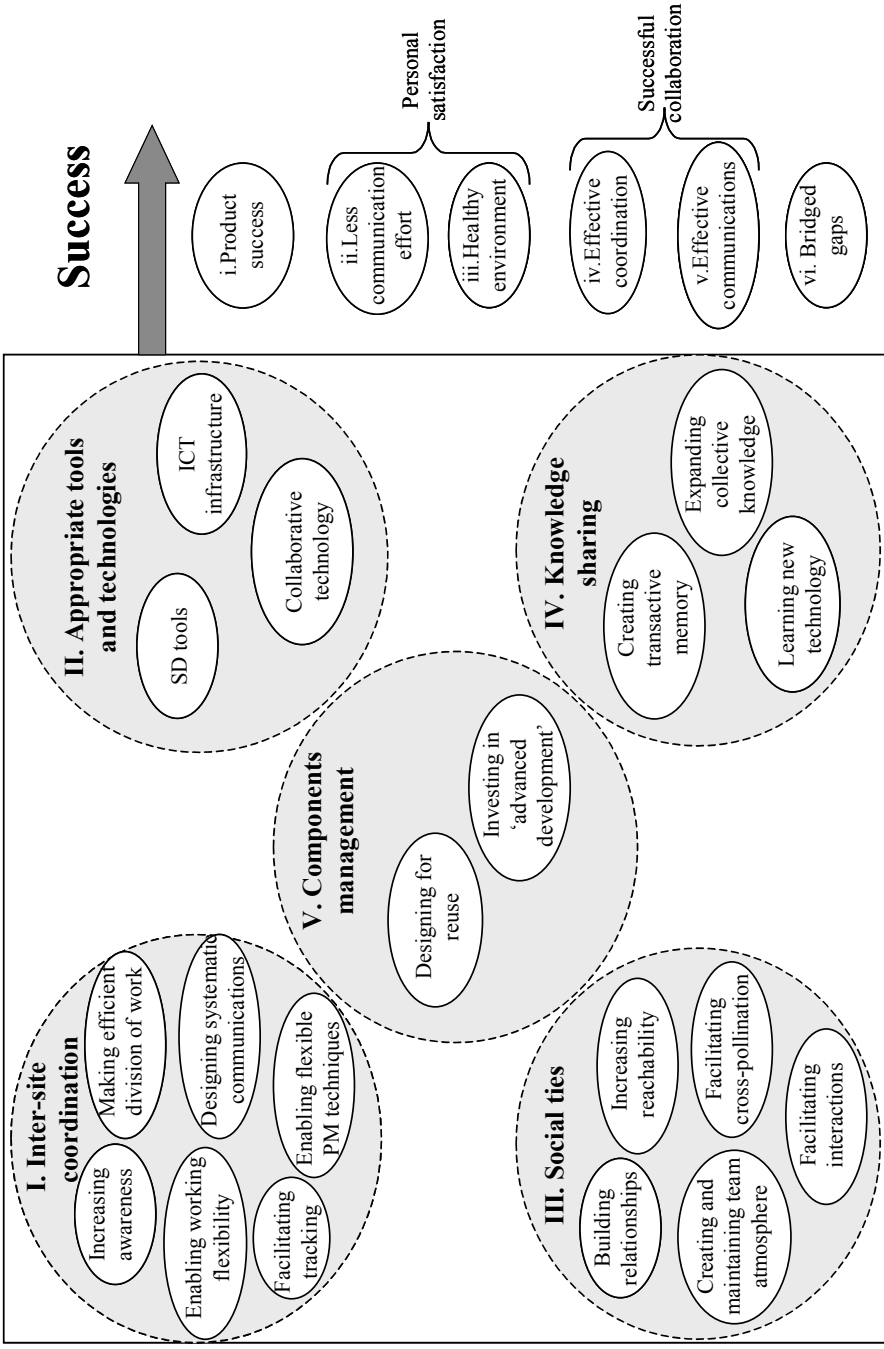 I. Inter-site
coordination
Increasing
awareness
Making efficient
division of work
Enabling working
flexibility
Designing systematic
communications
Facilitating
tracking
Enabling flexible
PM techniques
II. Appropriate tools
and technologies
SD tools
ICT
infrastructure
Collaborative
technology
V. Components
management
Designing for
reuse
Investing in
‘advanced
development’
III. Social ties
Building
relationships
Increasing
reachability
Creating and
maintaining team
atmosphere
Facilitating
cross-pollination
Facilitating
interactions
IV. Knowledge
sharing
Creating
transactive
memory
Expanding
collective
knowledge
Learning new
technology
Success
i.Product
success
ii.Less
communication
effort
iii.Healthy
environment
Personal
satisfaction
iv.Effective
coordination
v.Effective
communications
Successful
collaboration
vi. Bridged
gaps